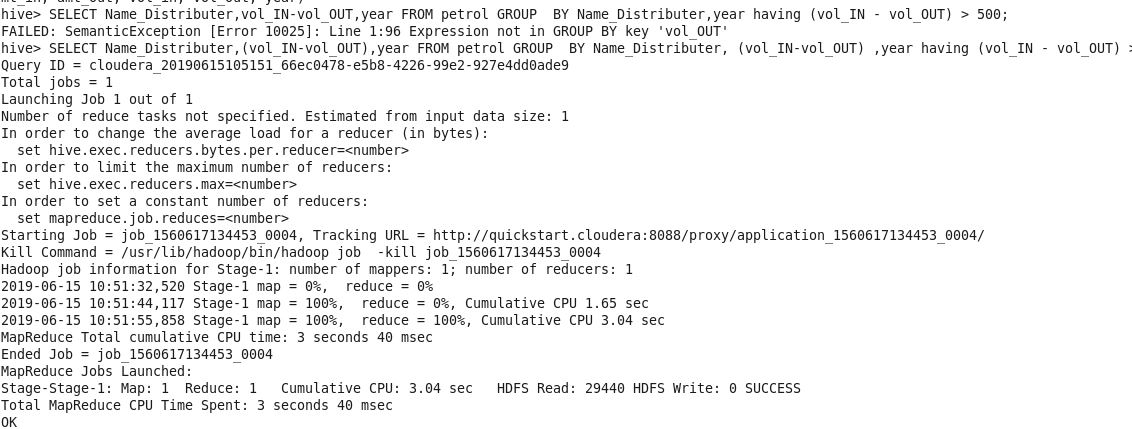 hive> SELECT Name_Distributer,vol_IN-vol_OUT,year FROM petrol GROUP  BY Name_Distributer,year having (vol_IN - vol_OUT) > 500;
FAILED: SemanticException [Error 10025]: Line 1:96 Expression not in GROUP BY key 'vol_OUT'
hive> SELECT Name_Distributer,(vol_IN-vol_OUT),year FROM petrol GROUP  BY Name_Distributer, (vol_IN-vol_OUT) ,year having (vol_IN - vol_OUT) >
Query ID = cloudera_20190615105151_66ec0478-e5b8-4226-99e2-927e4dd0ade9
Total jobs = 1
Launching Job 1 out of 1
Number of reduce tasks not specified. Estimated from input data size: 1
In order to change the average load for a reducer (in bytes):
  set hive.exec.reducers.bytes.per.reducer=<number>
In order to limit the maximum number of reducers:
  set hive.exec.reducers.max=<number>
In order to set a constant number of reducers:
  set mapreduce.job.reduces=<number>
Starting Job = job_1560617134453_0004, Tracking URL = http://quickstart.cloudera:8088/proxy/application_1560617134453_0004/
Kill Command = /usr/lib/hadoop/bin/hadoop job  -kill job_1560617134453_0004
Hadoop job information for Stage-1: number of mappers: 1; number of reducers: 1
2019-06-15 10:51:32,520 Stage-1 map = 0%,  reduce = 0%
2019-06-15 10:51:44,117 Stage-1 map = 100%,  reduce = 0%, Cumulative CPU 1.65 sec
2019-06-15 10:51:55,858 Stage-1 map = 100%,  reduce = 100%, Cumulative CPU 3.04 sec
MapReduce Total cumulative CPU time: 3 seconds 40 msec
Ended Job = job_1560617134453_0004
MapReduce Jobs Launched:
Stage-Stage-1: Map: 1  Reduce: 1   Cumulative CPU: 3.04 sec   HDFS Read: 29440 HDFS Write: 0 SUCCESS
Total MapReduce CPU Time Spent: 3 seconds 40 msec
OK